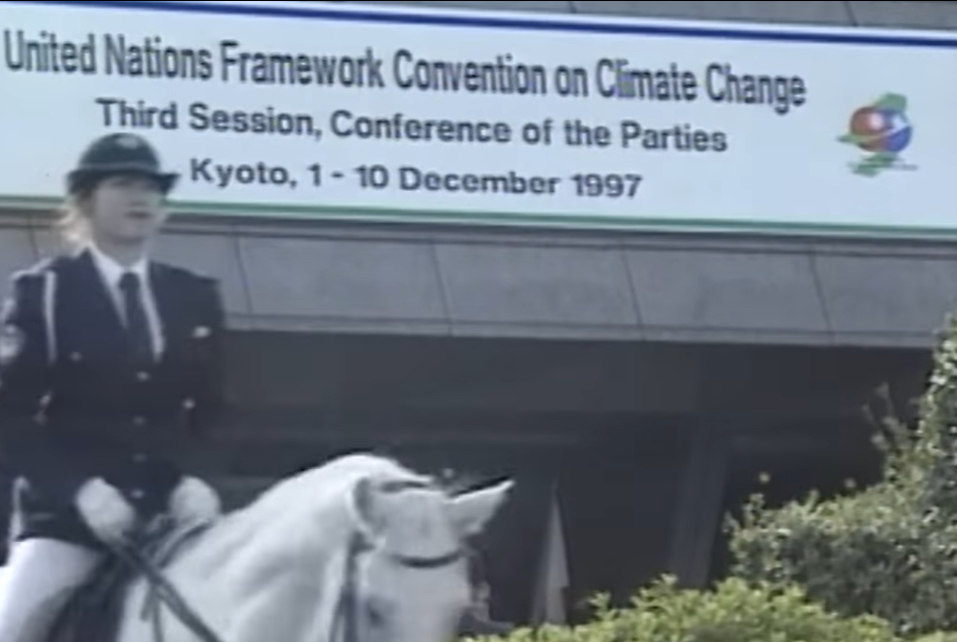 United Nations Framework Convention on Climate Change
Third Session, Conference of the Parties
Kyoto, 1 - 10 December 1997